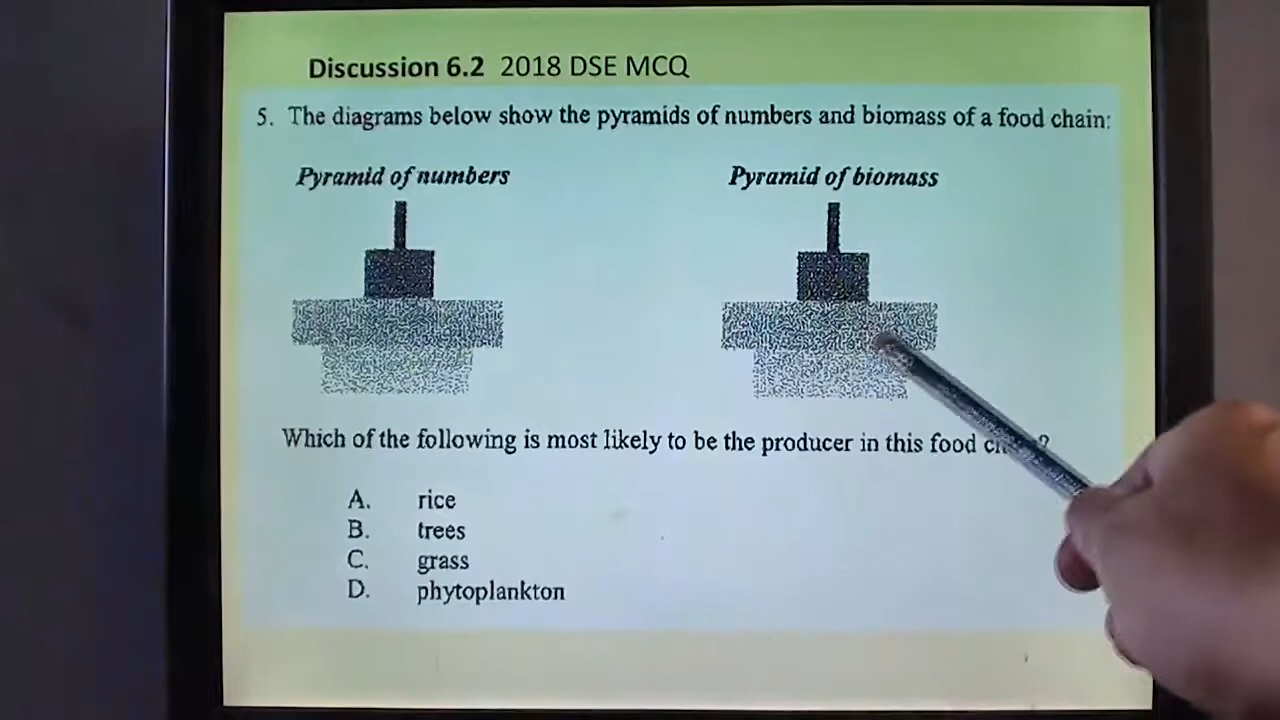 Discussion 6.2 2018 DSE MCQ
5. The diagrams below show the pyramids of numbers and biomass of a food chain:
Pyramid of numbers
Pyramid of biomass
Which of the following is most likely to be the producer in this food ?
A. rice
B. trees
C. grass
D. phytoplankton